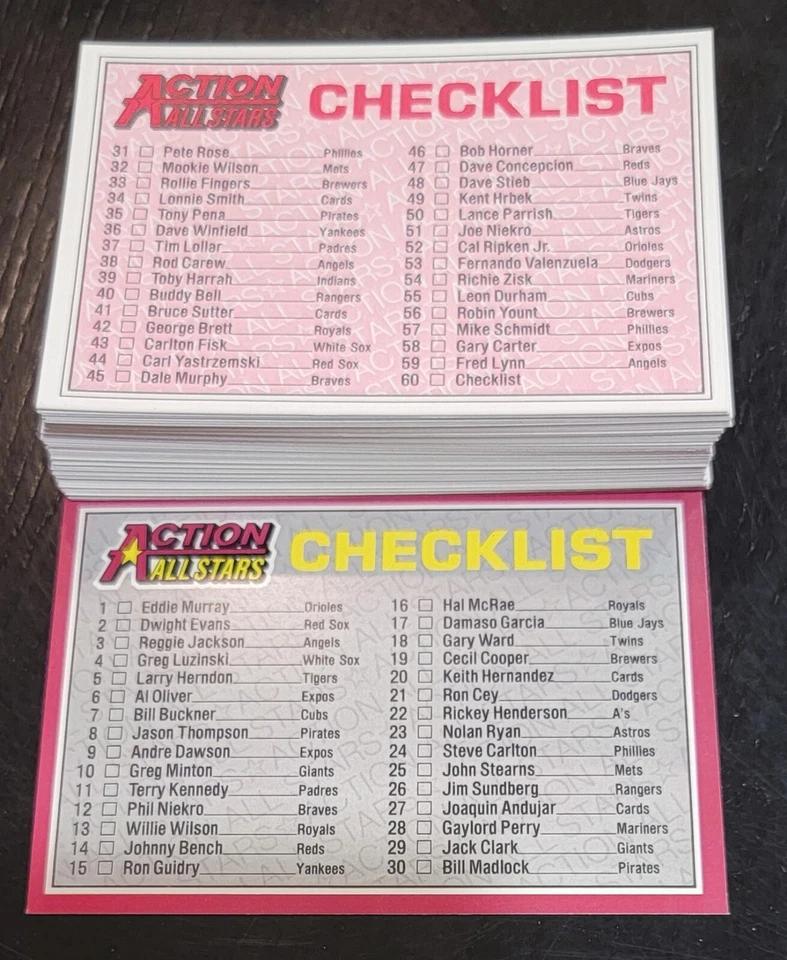 ACTION ALL STARS CHECKLIST
31 Pete Rose Phillies
32 Mookie Wilson Mets
33 Rollie Fingers Brewers
34 Lonnie Smith Cards
35 Tony Pena Pirates
36 Dave Winfield Yankees
37 Tim Lollar Padres
38 Rod Carew Angels
39 Toby Harrah Indians
40 Buddy Bell Rangers
41 Bruce Sutter Cards
42 George Brett Royals
43 Carlton Fisk White Sox
44 Carl Yastrzemski Red Sox
45 Dale Murphy Braves
46 Bob Horner Braves
47 Dave Concepcion Reds
48 Dave Stieb Blue Jays
49 Kent Hrbek Twins
50 Lance Parrish Tigers
51 Joe Niekro Astros
52 Cal Ripken Jr. Orioles
53 Fernando Valenzuela Dodgers
54 Richie Zisk Mariners
55 Leon Durham Cubs
56 Robin Yount Brewers
57 Mike Schmidt Phillies
58 Gary Carter Expos
59 Fred Lynn Angels
60 Checklist
ACTION ALL STARS CHECKLIST
1 Eddie Murray Orioles
2 Dwight Evans Red Sox
3 Reggie Jackson Angels
4 Greg Luzinski White Sox
5 Larry Herndon Tigers
6 Al Oliver Expos
7 Bill Buckner Cubs
8 Jason Thompson Pirates
9 Andre Dawson Expos
10 Greg Minton Giants
11 Terry Kennedy Padres
12 Phil Niekro Braves
13 Willie Wilson Royals
14 Johnny Bench Reds
15 Ron Guidry Yankees
16 Hal McRae Royals
17 Damaso Garcia Blue Jays
18 Gary Ward Twins
19 Cecil Cooper Brewers
20 Keith Hernandez Cards
21 Ron Cey Dodgers
22 Rickey Henderson A's
23 Nolan Ryan Astros
24 Steve Carlton Phillies
25 John Stearns Mets
26 Jim Sundberg Rangers
27 Joaquin Andujar Cards
28 Gaylord Perry Mariners
29 Jack Clark Giants
30 Bill Madlock Pirates